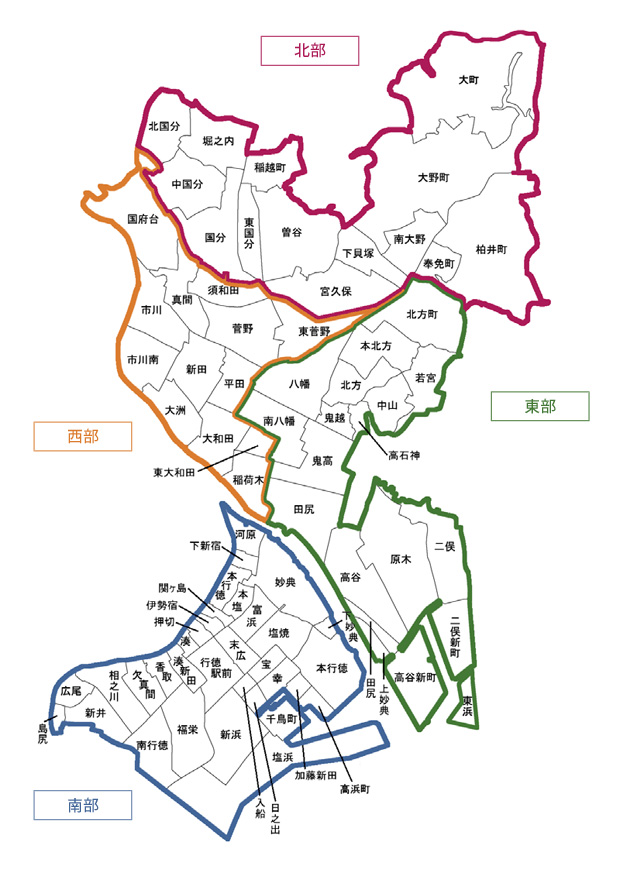 北部
大町
北国分
堀之内
稲越町
大野町
中国分
国府台
国分
東国分
曽谷
南大野
柏井町
下貝塚
奉免町
宮久保
須和田
真間
市川
菅野
東菅野
北方町
本北方
市川南
新田
平田
八幡
北方
若宮
中山
大洲
南八幡
鬼越
東部
西部
大和田
高石神
東大和田
鬼高
稲荷木
田尻
河原
下新宿
原木
二俣
高谷
妙典
関ヶ島
本行徳
本塩
伊勢宿
富浜
押切
下妙典
塩焼
二俣新町
湊
末広
湊新田
行徳駅前
宝
幸
本行徳
香取
欠真間
相之川
田尻
上妙典
高谷新町
東浜
広尾
新井
島尻
千鳥町
福栄
新浜
南行徳
塩浜
加藤新田
高浜町
入船
日之出
南部